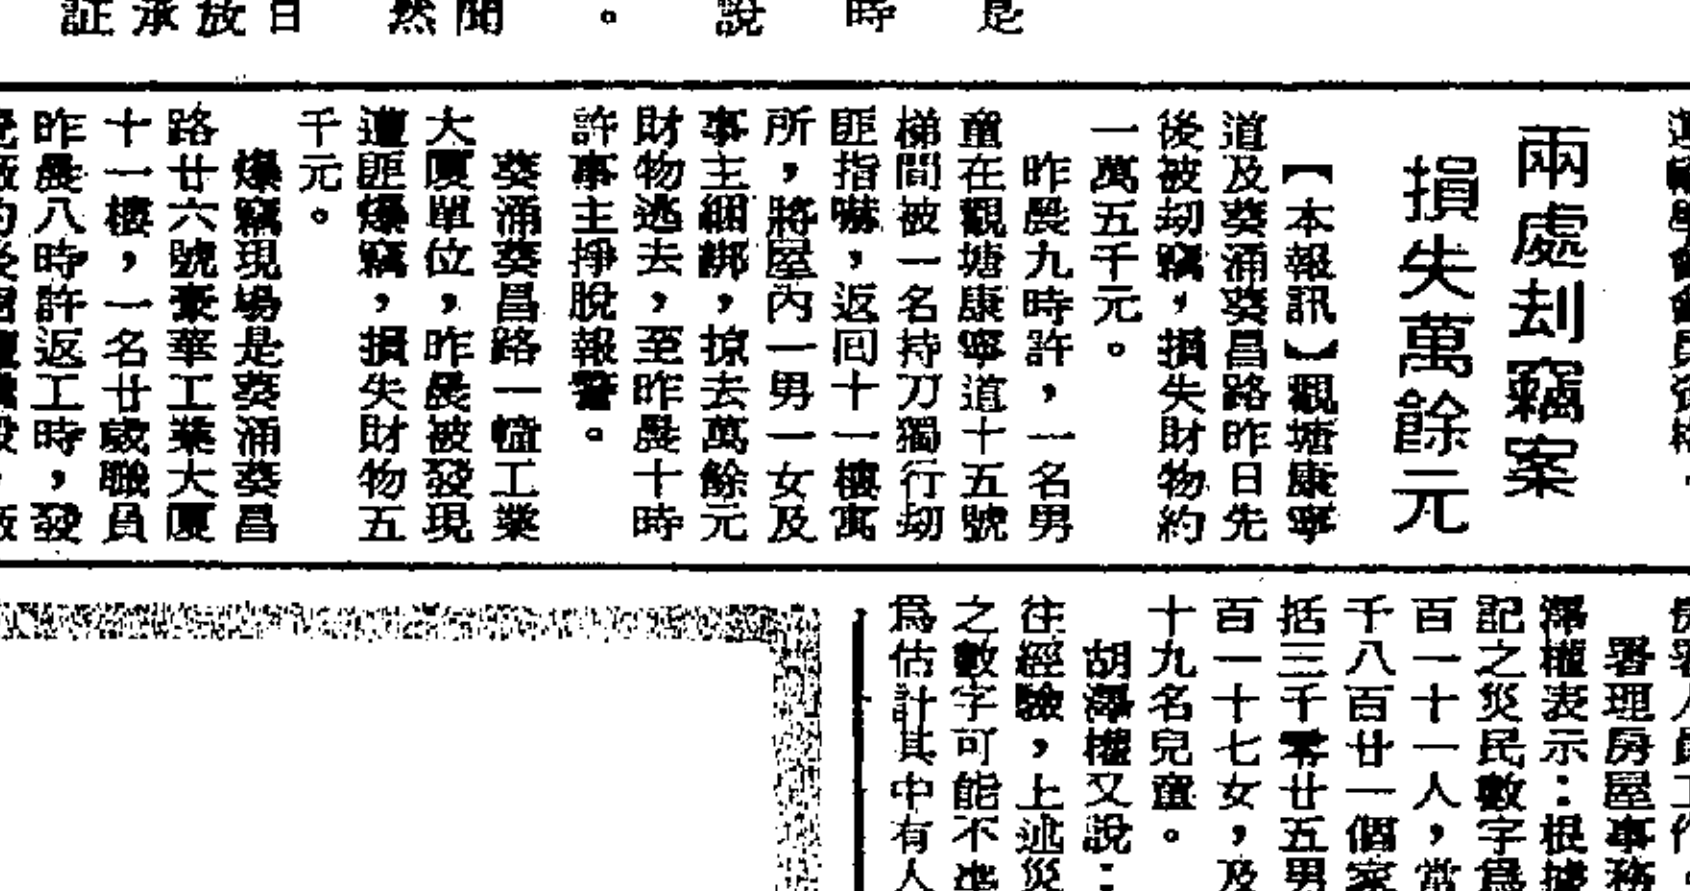 是
時
說
。
聞
然
日
放
承
証
兩處刦竊案
損失萬餘元
【本報訊】觀塘康寧
道及葵涌葵昌路昨日先
後被刧竊，損失財物約
一萬五千元。
昨晨九時許，一名男
童在觀塘康寧道十五號
梯間被一名持刀獨行刧
匪指嚇，返回十一樓寓
所，將屋內一男一女及
事主綑綁，掠去萬餘元
財物逃去，至昨晨十時
許事主掙脫報警。
葵涌葵昌路一幢工業
大厦單位，昨晨被發現
遭匪爆竊，損失財物五
千元。
爆竊現場是葵涌葵昌
路廿六號豪華工業大厦
十一樓，一名廿歲職員
昨晨八時許返工時，發
署理房屋事務
澤權表示：根據
記之災民數字爲
百一十一人，當
千八百廿一個家
括三千零廿五男
百一十七女，及
十九名兒童。
胡澤權又說：
往經驗，上述災
之數字可能不準
爲估計其中有人